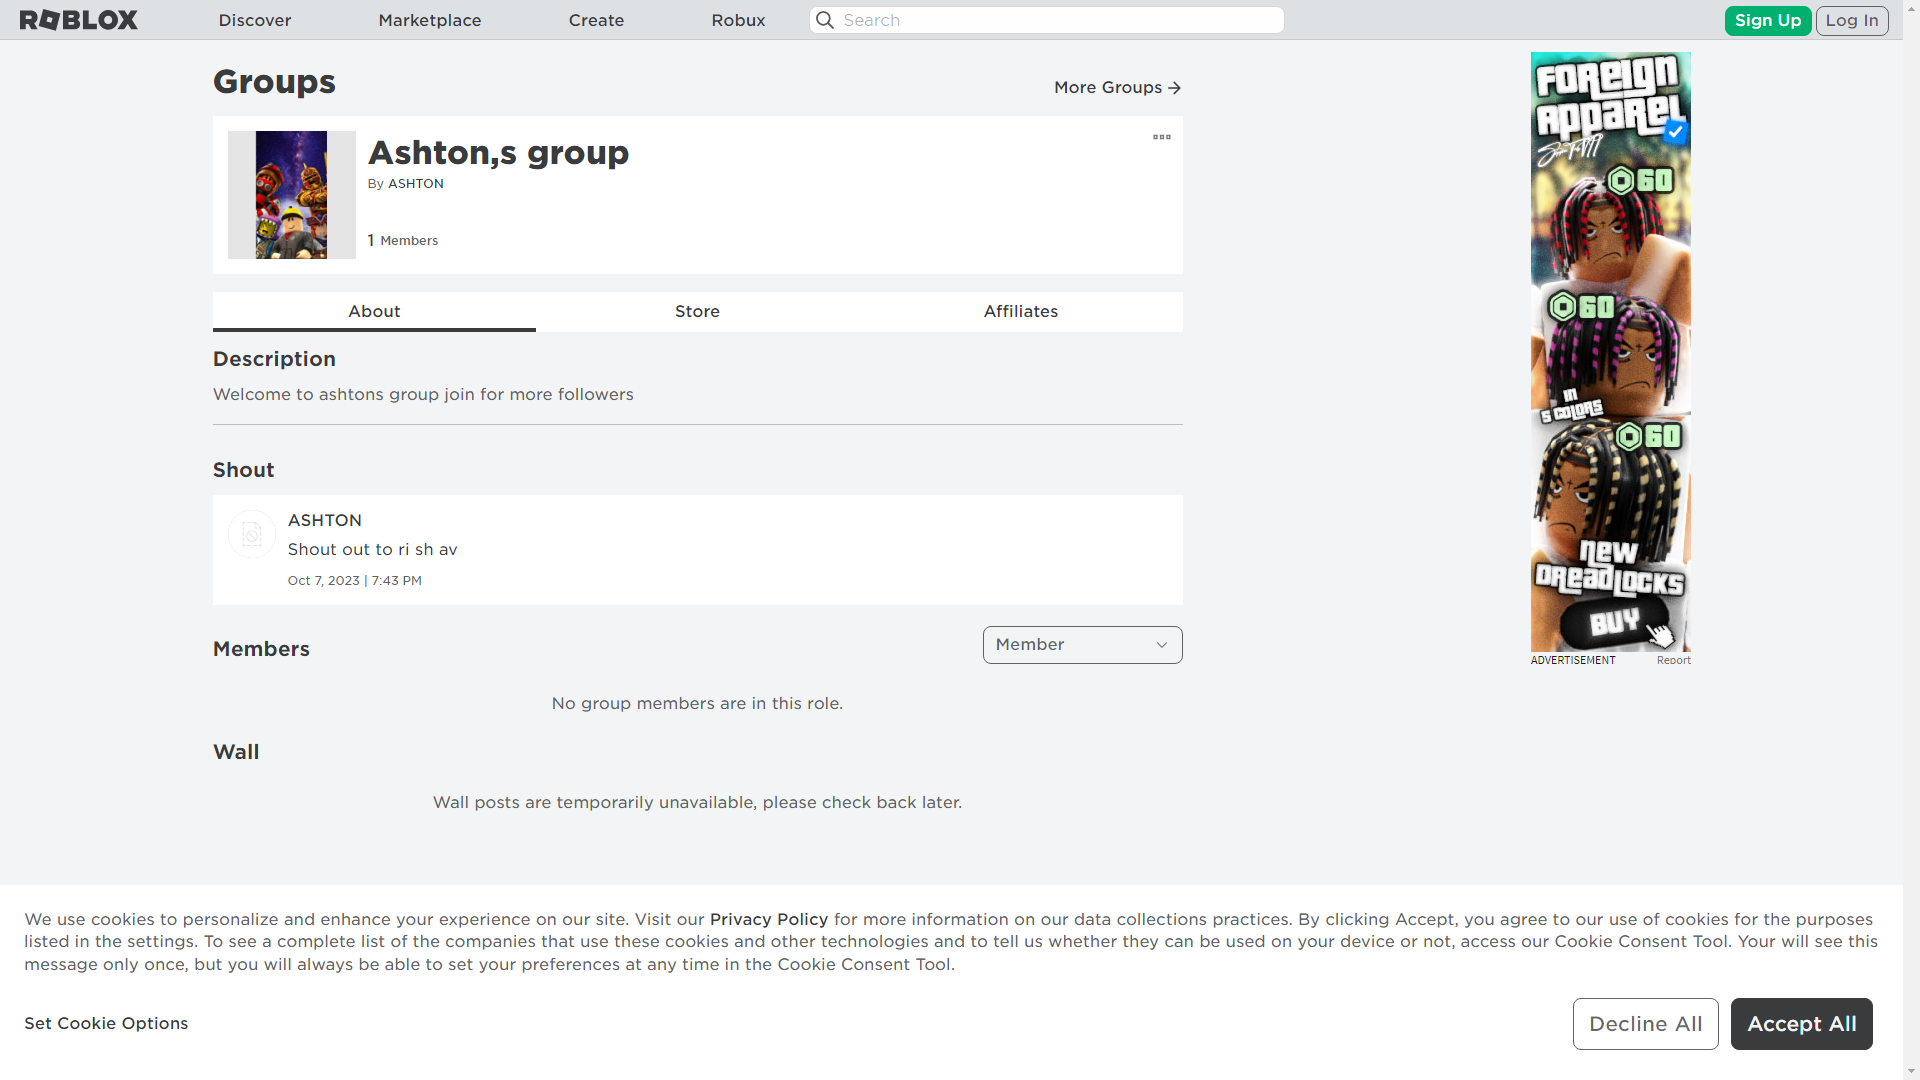 ROBLOX
Discover
Marketplace
Create
Robux
Search
Sign Up
Log In
Groups
More Groups
Ashton,s group
By ASHTON
1 Members
About
Store
Affiliates
Description
Welcome to ashtons group join for more followers
Shout
ASHTON
Shout out to ri sh av
Oct 7, 2023 | 7:43 PM
Members
Member
No group members are in this role.
Wall
Wall posts are temporarily unavailable, please check back later.
FOREIGN
APPAREL
60
60
IN
5 COLORS
60
NEW
DREADLOCKS
BUY
ADVERTISEMENT
Report
We use cookies to personalize and enhance your experience on our site. Visit our Privacy Policy for more information on our data collections practices. By clicking Accept, you agree to our use of cookies for the purposes
listed in the settings. To see a complete list of the companies that use these cookies and other technologies and to tell us whether they can be used on your device or not, access our Cookie Consent Tool. Your will see this
message only once, but you will always be able to set your preferences at any time in the Cookie Consent Tool.
Set Cookie Options
Decline All
Accept All